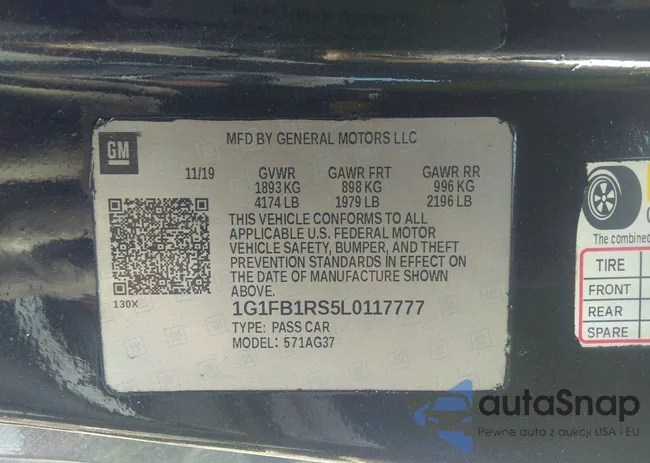 MFD BY GENERAL MOTORS LLC
GM
11/19 GVWR GAWR FRT GAWR RR
1893 KG 898 KG 996 KG
4174 LB 1979 LB 2196 LB
THIS VEHICLE CONFORMS TO ALL
APPLICABLE U.S. FEDERAL MOTOR
VEHICLE SAFETY, BUMPER, AND THEFT
PREVENTION STANDARDS IN EFFECT ON
THE DATE OF MANUFACTURE SHOWN
ABOVE.
130X
1G1FB1RS5L0117777
TYPE: PASS CAR
MODEL: 571AG37
The combined
TIRE
FRONT
REAR
SPARE
autaSnap
Pewne auta z aukcji USA i EU